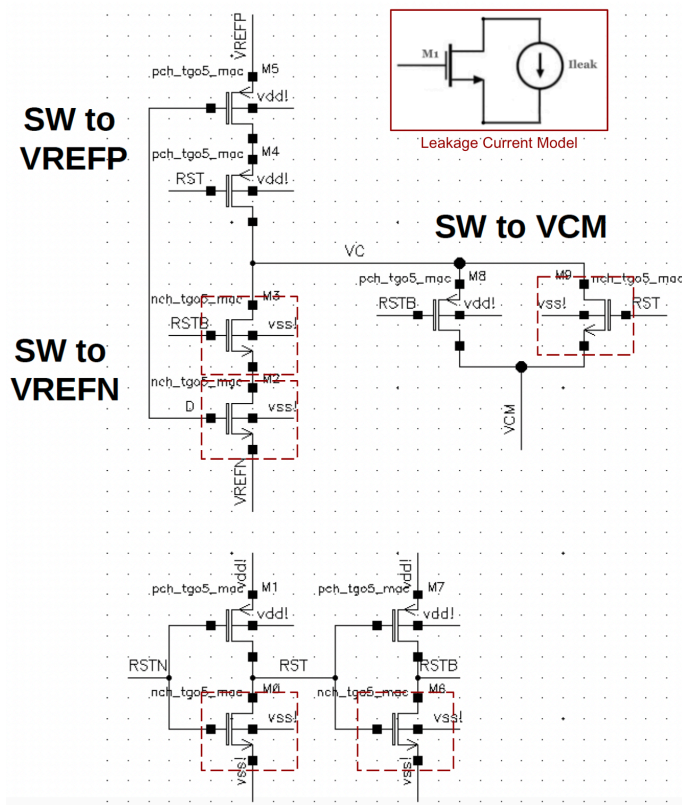 VREFP
pch_tgo5_mac M5
vdd!
SW to
VREFP
pch_tgo5_mac M4
RST vdd!
M1
Ileak
Leakage Current Model
SW to VCM
VC
pch_tgo5_mac M8
RSTB vdd!
M9 nch_tgo5_mac
vss! RST
VCM
nch_tgo5_mac M3
RSTB vss!
SW to
VREFN
nch_tgo5_mac M2
D vss!
VREFN
vdd!
pch_tgo5_mac M1
vdd!
vdd!
pch_tgo5_mac M7
vdd!
RSTN RST RSTB
nch_tgo5_mac M0
vss!
vss!
nch_tgo5_mac M6
vss!
vss!